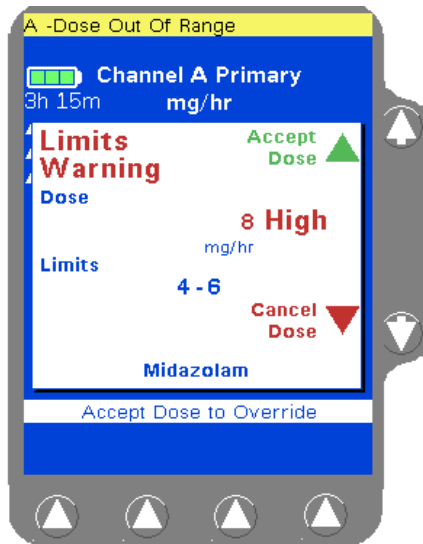 A -Dose Out Of Range
Channel A Primary
3h 15m mg/hr
Limits Warning
Accept Dose
Dose
8 High
mg/hr
Limits
4 - 6
Cancel Dose
Midazolam
Accept Dose to Override